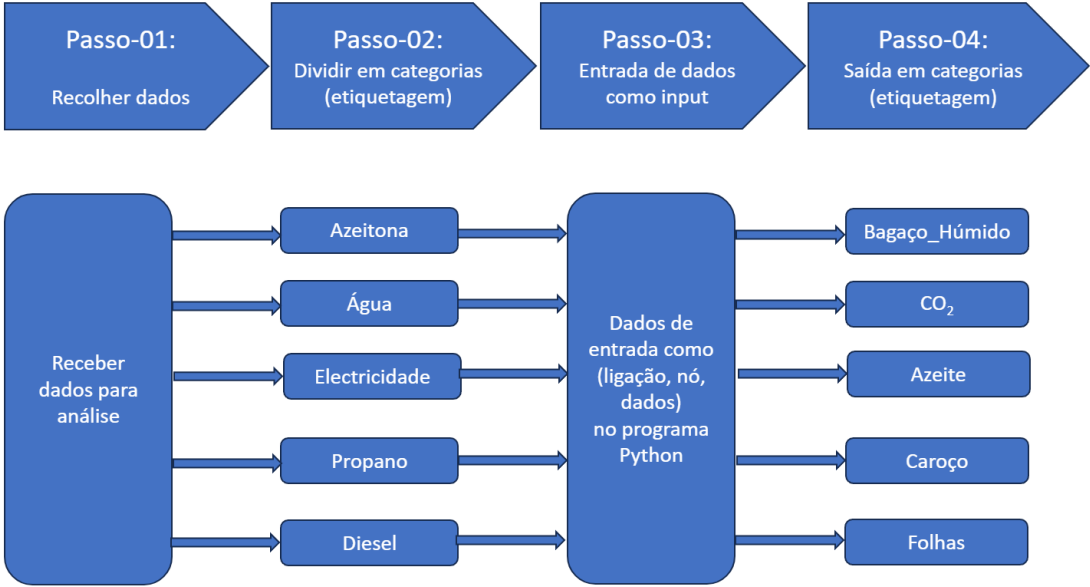 Passo-01:
Recolher dados
Passo-02:
Dividir em categorias
(etiquetagem)
Passo-03:
Entrada de dados
como input
Passo-04:
Saída em categorias
(etiquetagem)
Receber
dados para
análise
Azeitona
Água
Electricidade
Propano
Diesel
Dados de
entrada como
(ligação, nó,
dados)
no programa
Python
Bagaço_Húmido
CO₂
Azeite
Caroço
Folhas